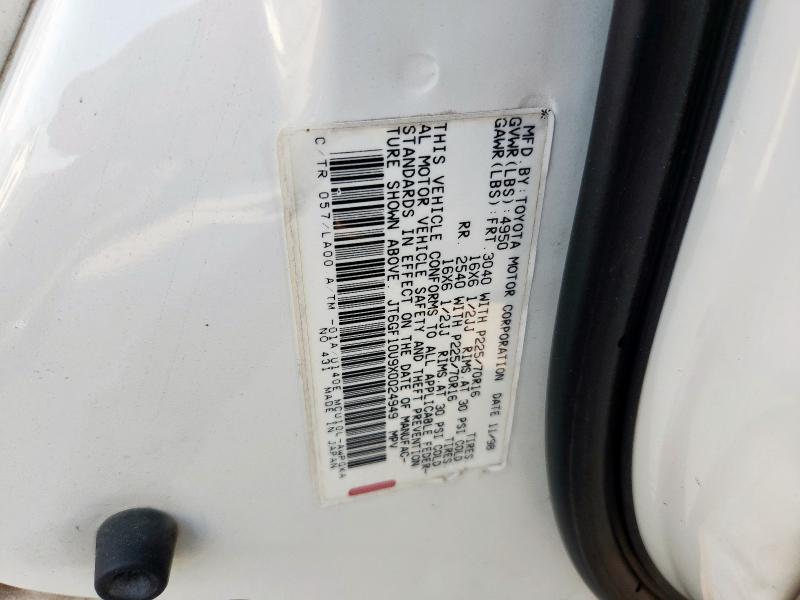 MFD. BY: TOYOTA MOTOR CORPORATION DATE 11/98
GVWR(LBS): 4950
GAWR(LBS): FRT. 3040 WITH P225/70R16 TIRES
16X6 1/2JJ RIMS. AT 30 PSI COLD
RR. 2540 WITH P225/70R16 TIRES
16X6 1/2JJ RIMS. AT 30 PSI COLD
THIS VEHICLE CONFORMS TO ALL APPLICABLE FEDER-
AL MOTOR VEHICLE SAFETY AND THEFT PREVENTION
STANDARDS IN EFFECT ON THE DATE OF MANUFAC-
TURE SHOWN ABOVE. JT6GF10U9X0024949 MPV
C/TR 057/LA00 A/TM -01A/U140E MCU10L-AWPGKA
NO 431 MADE IN JAPAN